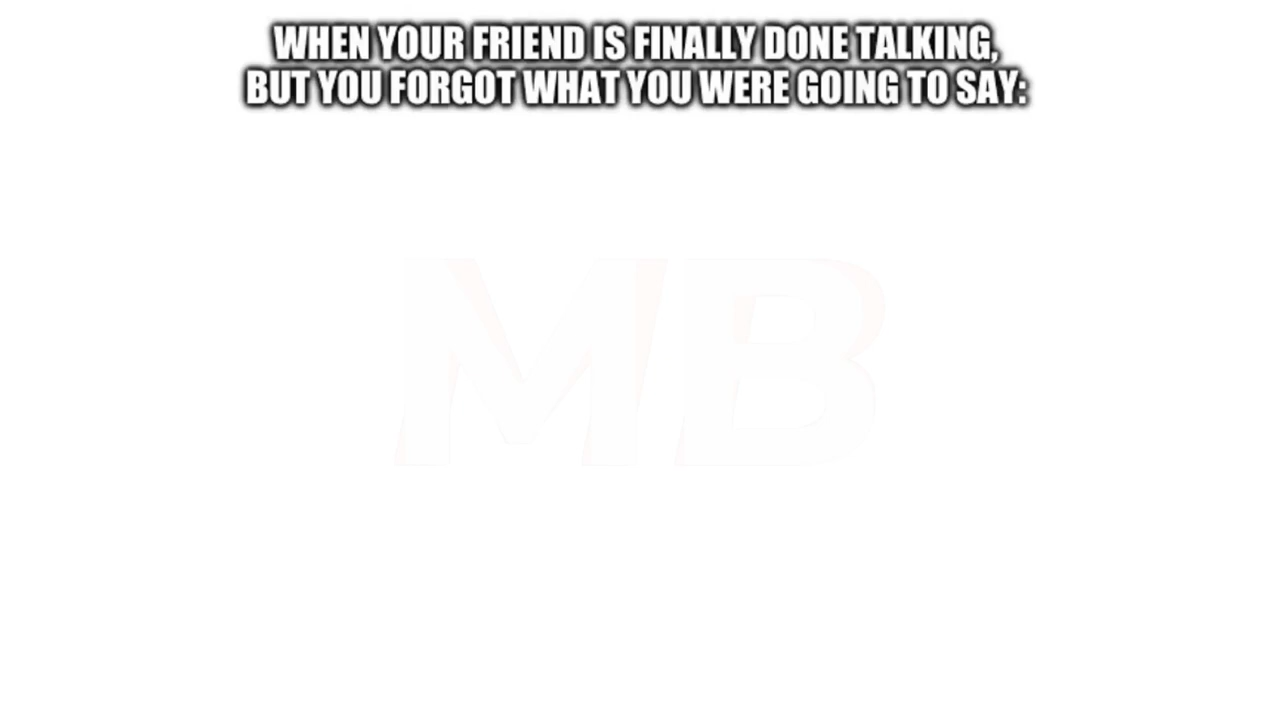 WHEN YOUR FRIEND IS FINALLY DONE TALKING,
BUT YOU FORGOT WHAT YOU WERE GOING TO SAY:
MB